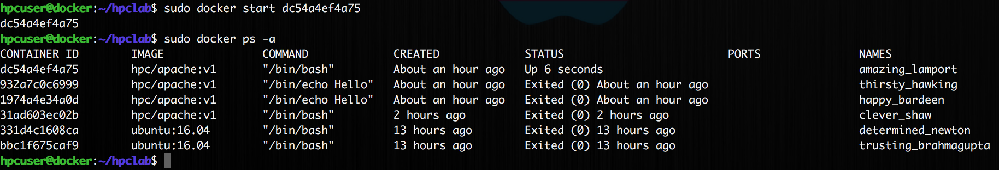 hpcuser@docker:~/hpclab$ sudo docker start dc54a4ef4a75
dc54a4ef4a75
hpcuser@docker:~/hpclab$ sudo docker ps -a
CONTAINER ID IMAGE COMMAND CREATED STATUS PORTS NAMES
dc54a4ef4a75 hpc/apache:v1 "/bin/bash" About an hour ago Up 6 seconds amazing_lamport
932a7c0c6999 hpc/apache:v1 "/bin/echo Hello" About an hour ago Exited (0) About an hour ago thirsty_hawking
1974a4e34a0d hpc/apache:v1 "/bin/echo Hello" About an hour ago Exited (0) About an hour ago happy_bardeen
31ad603ec02b hpc/apache:v1 "/bin/bash" 2 hours ago Exited (0) 2 hours ago clever_shaw
331d4c1608ca ubuntu:16.04 "/bin/bash" 13 hours ago Exited (0) 13 hours ago determined_newton
bbc1f675caf9 ubuntu:16.04 "/bin/bash" 13 hours ago Exited (0) 13 hours ago trusting_brahmagupta
hpcuser@docker:~/hpclab$